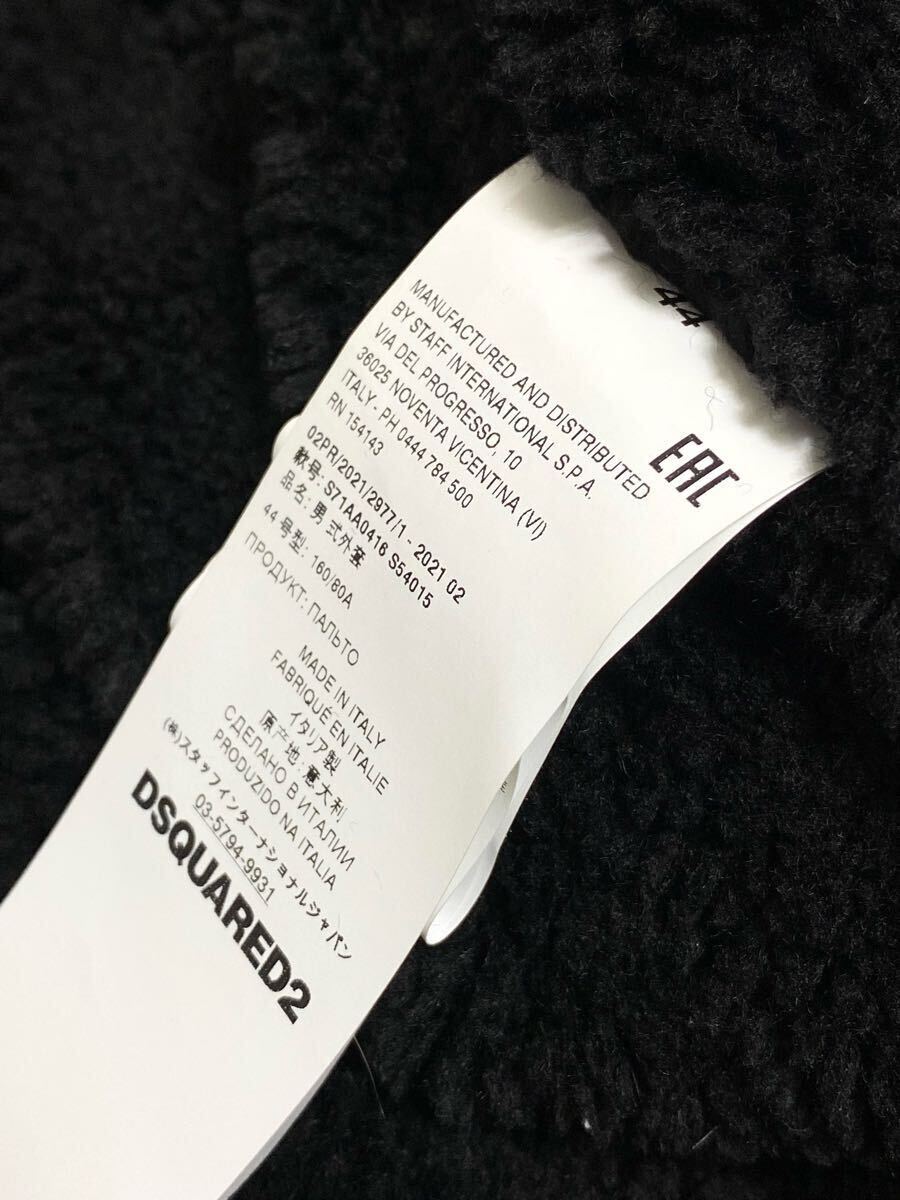 44
EAC
MANUFACTURED AND DISTRIBUTED
BY STAFF INTERNATIONAL S.P.A.
VIA DEL PROGRESSO, 10
36025 NOVENTA VICENTINA (VI)
ITALY - PH 0444 784 500
RN 154143
02PR/2021/2977/1 - 2021 02
款号: S71AA0416 S54015
品名: 男式外套
44 号型: 160/80A
ПРОДУКТ: ПАЛЬТО
MADE IN ITALY
FABRIQUÉ EN ITALIE
イタリア製
原产地: 意大利
СДЕЛАНО В ИТАЛИИ
PRODUZIDO NA ITALIA
(株)スタッフインターナショナルジャパン
03-5794-9931
DSQUARED2